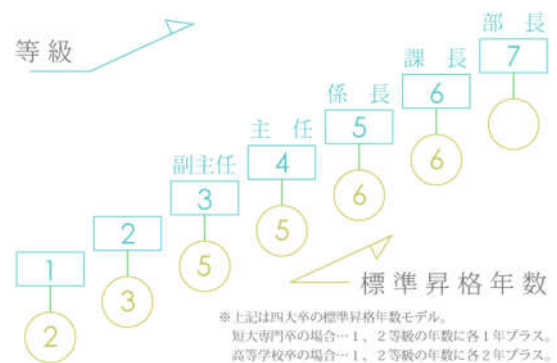 等級
部 長
7
課 長
6
係 長
5
6
主 任
4
6
副主任
3
5
2
5
1
3
2
標準昇格年数
※上記は四大卒の標準昇格年数モデル。
短大専門卒の場合…1、2等級の年数に各1年プラス。
高等学校卒の場合…1、2等級の年数に各2年プラス。